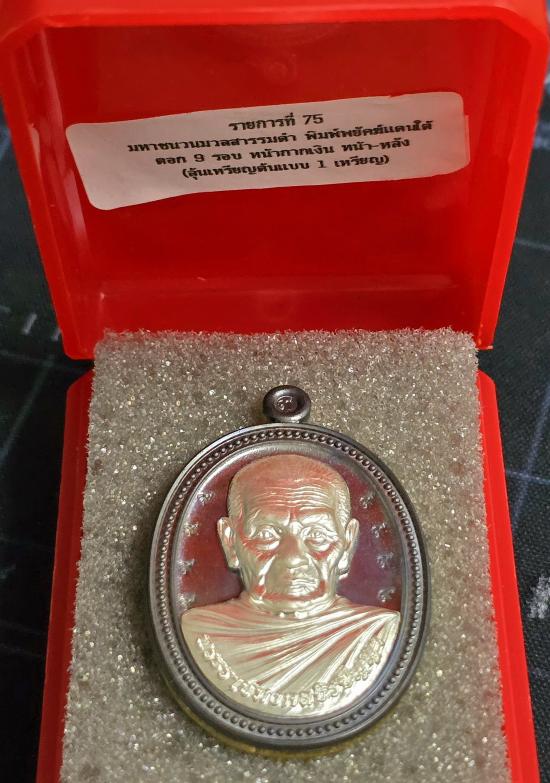 รายการที่ 75
มหาชนวนมวลสารรมดำ พิมพ์พยัคฆ์แดนใต้
ตอก 9 รอบ หน้ากากเงิน หน้า-หลัง
(ลุ้นเหรียญต้นแบบ 1 เหรียญ)